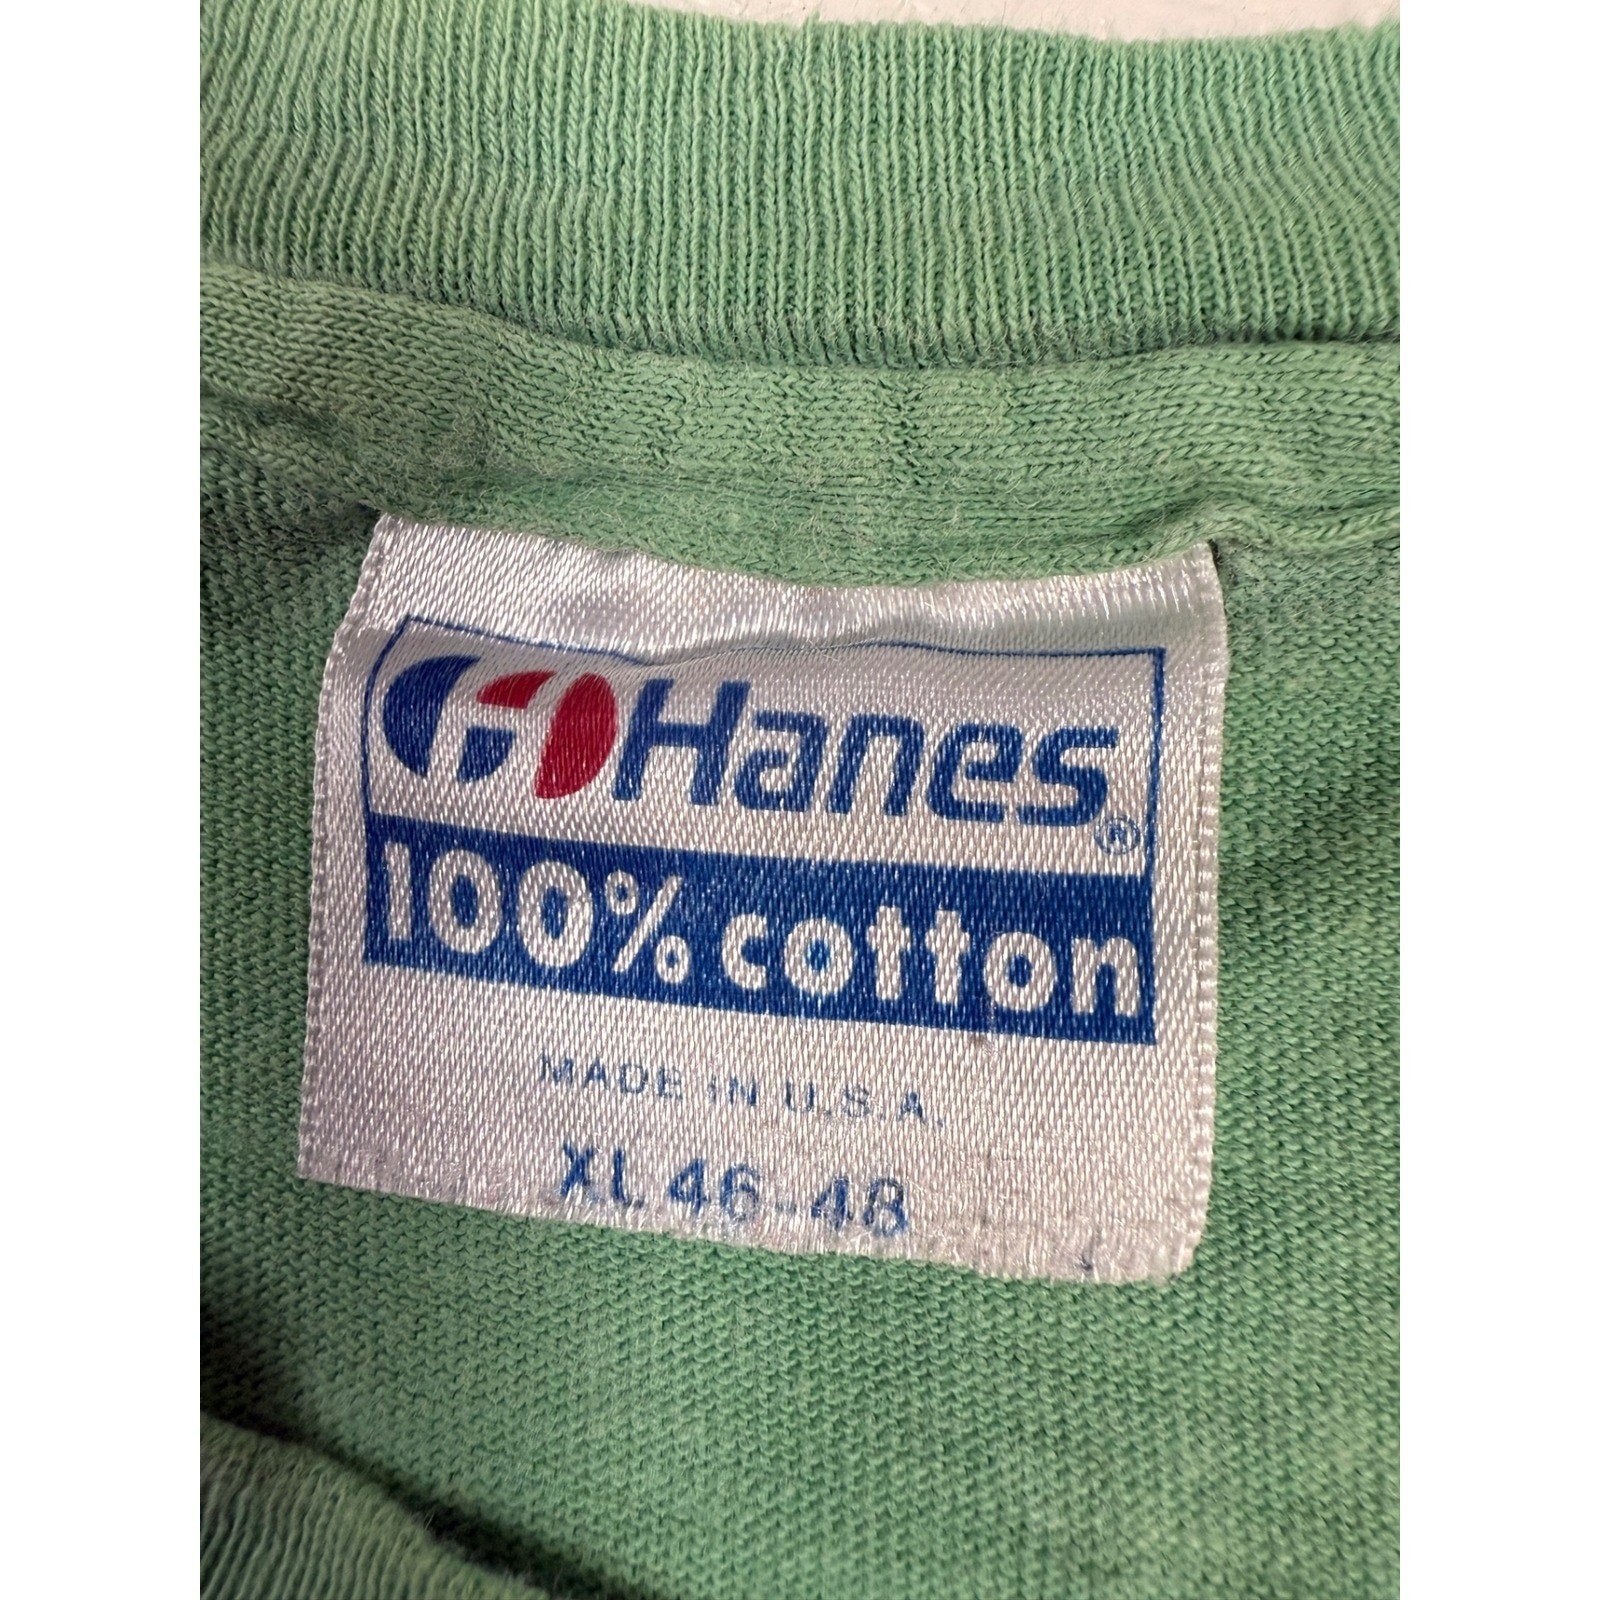 Hanes®
100% cotton
MADE IN U.S.A.
XL 46-48